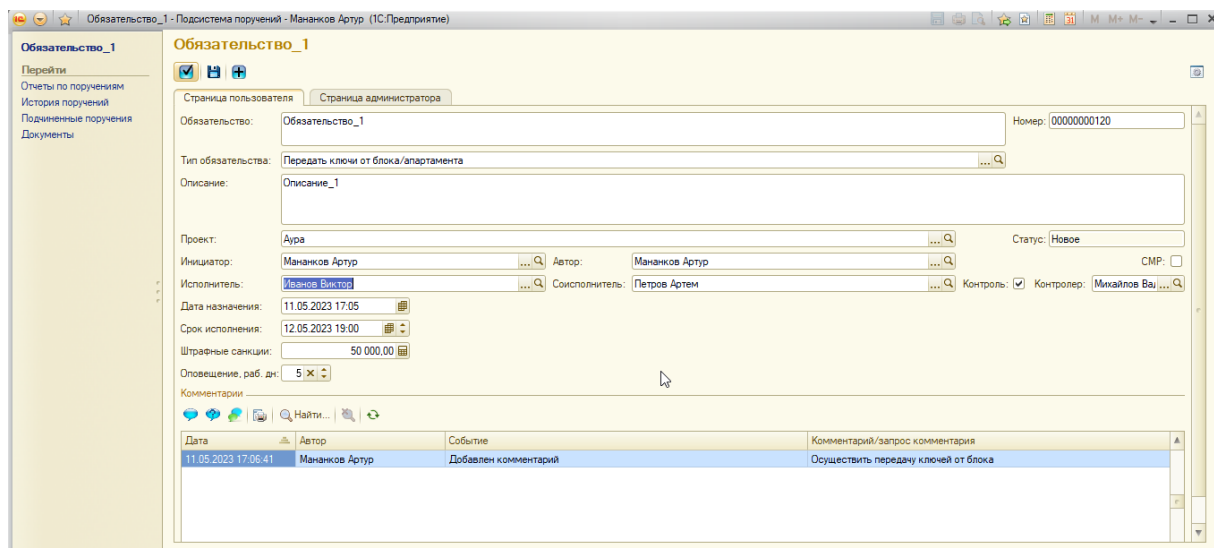 Обязательство_1 - Подсистема поручений - Мананков Артур (1С:Предприятие)
M M+ M-
Обязательство_1
Перейти
Отчеты по поручениям
История поручений
Подчиненные поручения
Документы
Обязательство_1
Страница пользователя Страница администратора
Обязательство: Обязательство_1 Номер: 00000000120
Тип обязательства: Передать ключи от блока/апартамента ...
Описание: Описание_1
Проект: Аура ... Статус: Новое
Инициатор: Мананков Артур ... Автор: Мананков Артур ... СМР:
Исполнитель: Иванов Виктор ... Соисполнитель: Петров Артем ... Контроль: Контролер: Михайлов Ва ...
Дата назначения: 11.05.2023 17:05
Срок исполнения: 12.05.2023 19:00
Штрафные санкции: 50 000,00
Оповещение, раб. дн: 5
Комментарии
Найти...
Дата Автор Событие Комментарий/запрос комментария
11.05.2023 17:06:41 Мананков Артур Добавлен комментарий Осуществить передачу ключей от блока